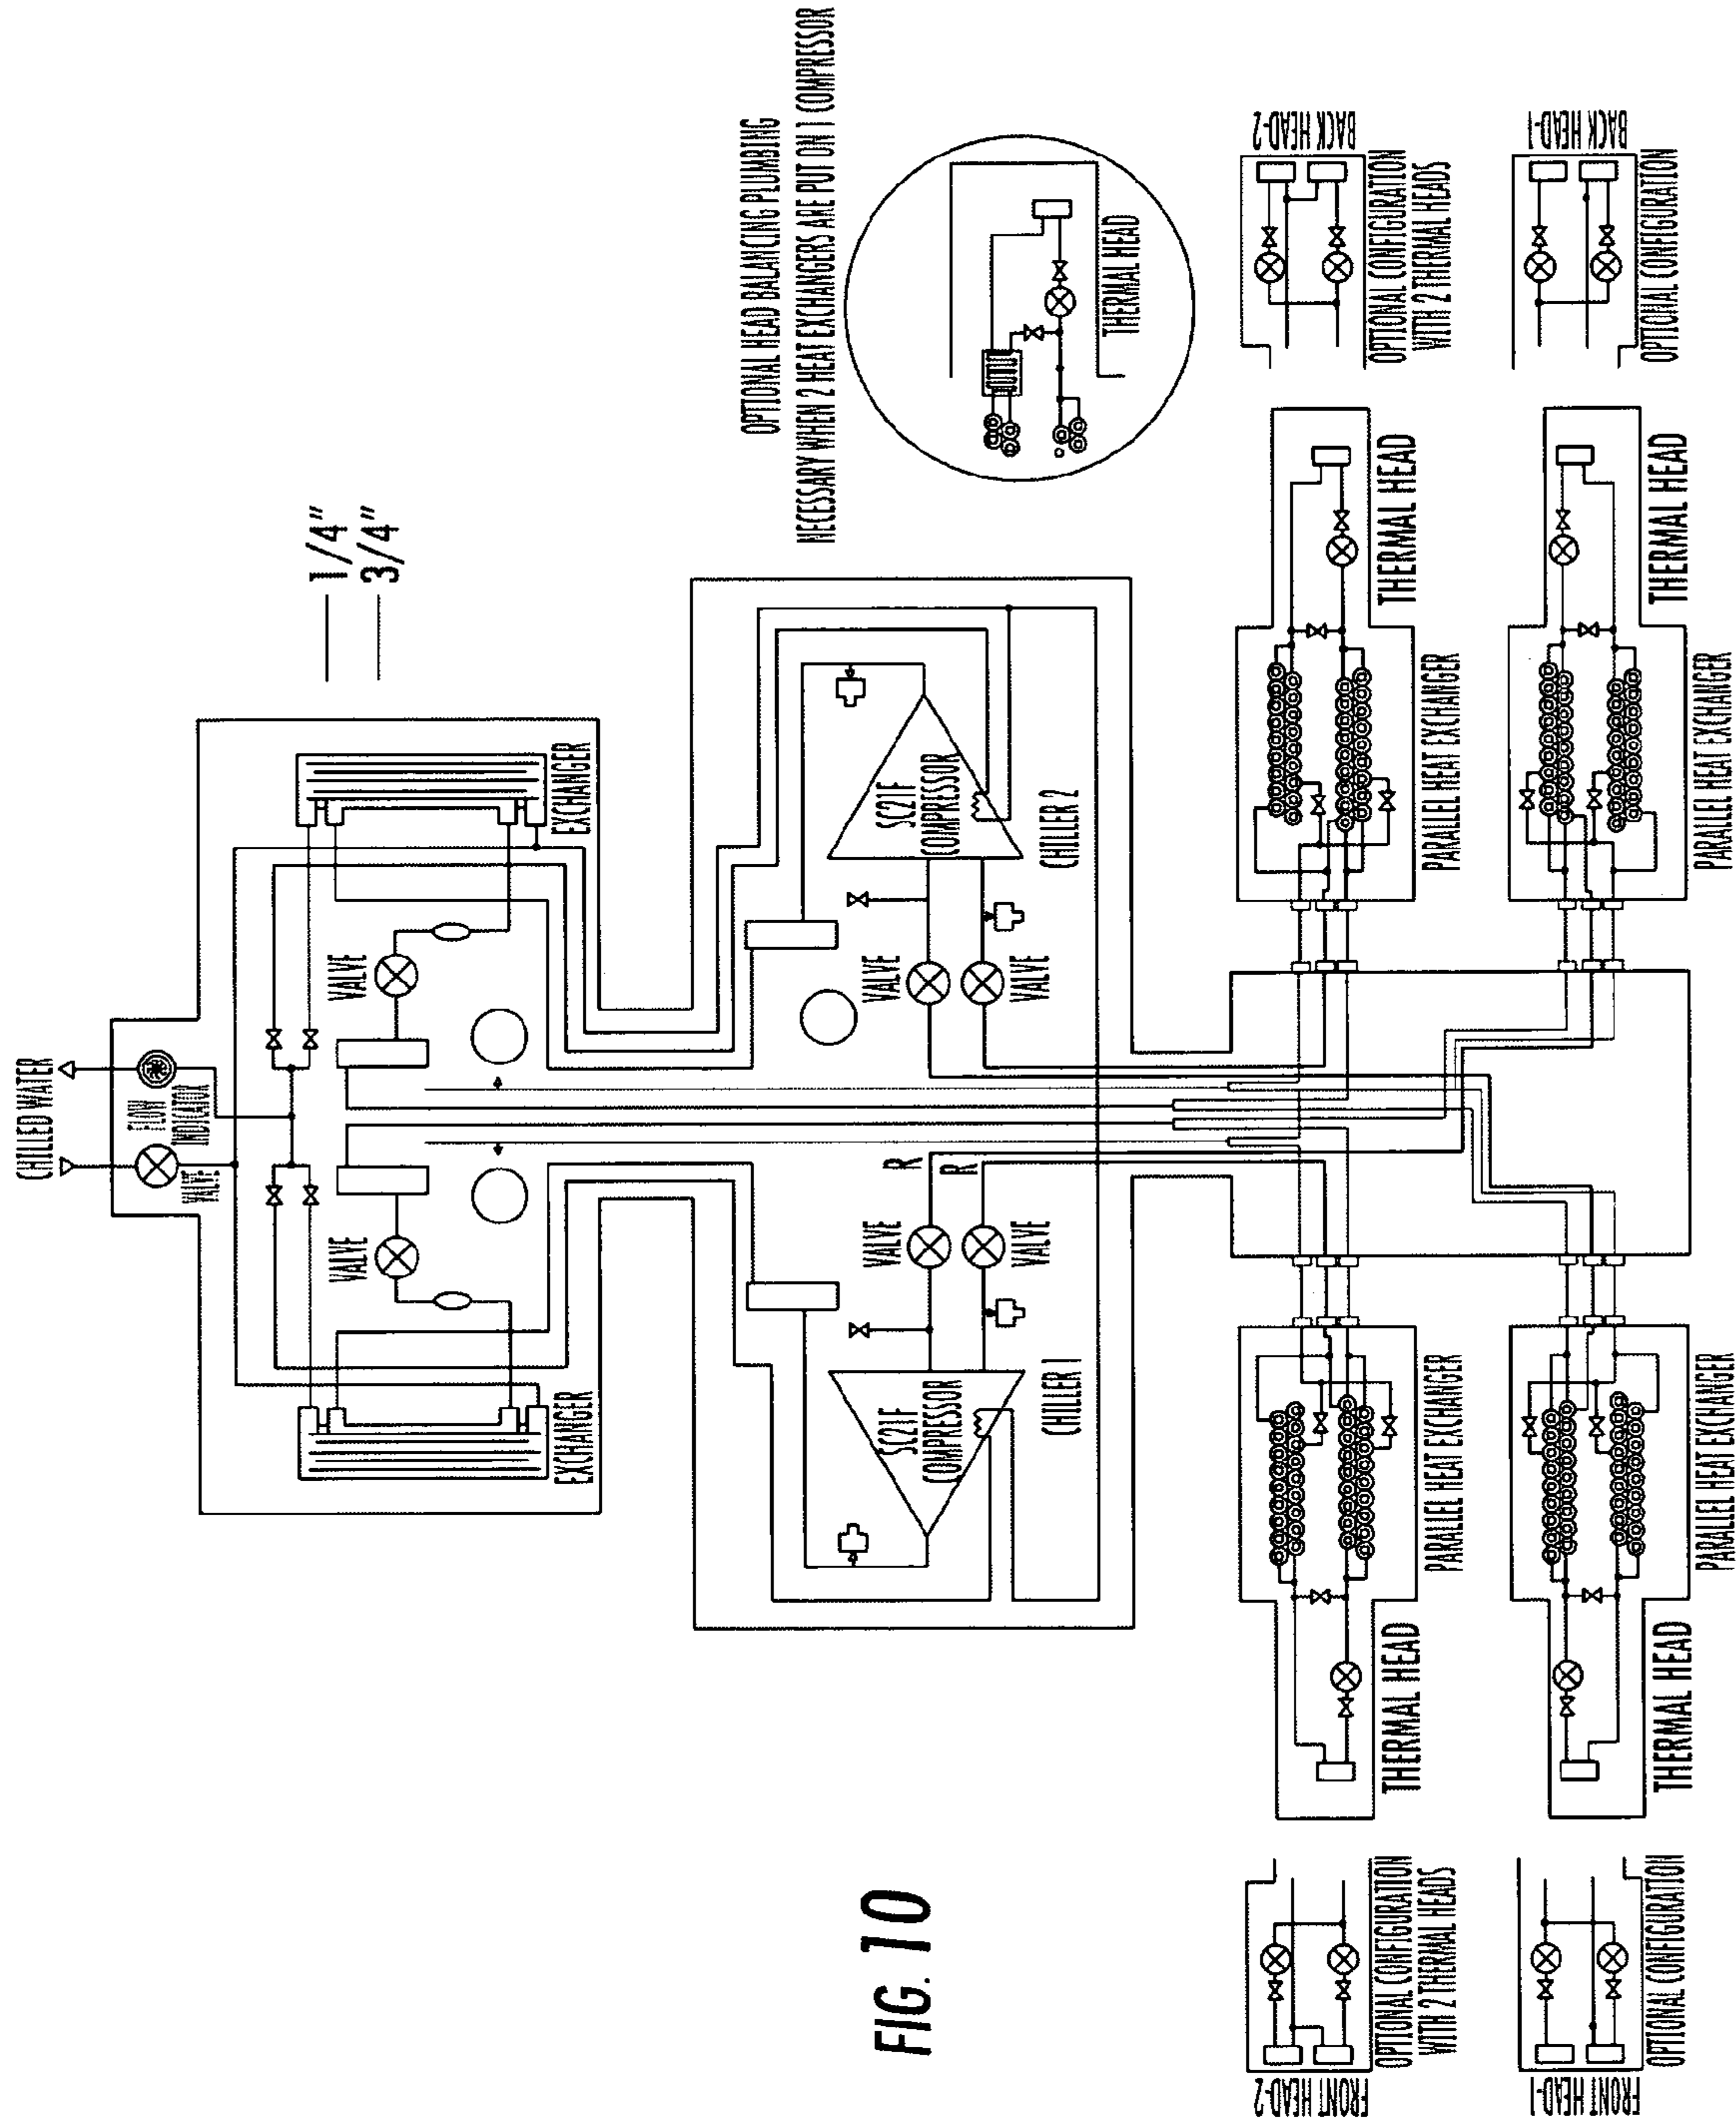 CHILLED WATER
VALVE
FLOW
INDICATOR
1/4"
3/4"
VALVE
VALVE
EXCHANGER
EXCHANGER
OPTIONAL HEAD BALANCING PLUMBING
NECESSARY WHEN 2 HEAT EXCHANGERS ARE PUT ON 1 COMPRESSOR
THERMAL HEAD
FIG. 10
SC21F
COMPRESSOR
VALVE
R
R
VALVE
CHILLER 1
VALVE
SC21F
COMPRESSOR
VALVE
CHILLER 2
FRONT HEAD-2
OPTIONAL CONFIGURATION
WITH 2 THERMAL HEADS
THERMAL HEAD
PARALLEL HEAT EXCHANGER
PARALLEL HEAT EXCHANGER
THERMAL HEAD
BACK HEAD-2
OPTIONAL CONFIGURATION
WITH 2 THERMAL HEADS
FRONT HEAD-1
OPTIONAL CONFIGURATION
THERMAL HEAD
PARALLEL HEAT EXCHANGER
PARALLEL HEAT EXCHANGER
THERMAL HEAD
BACK HEAD-1
OPTIONAL CONFIGURATION